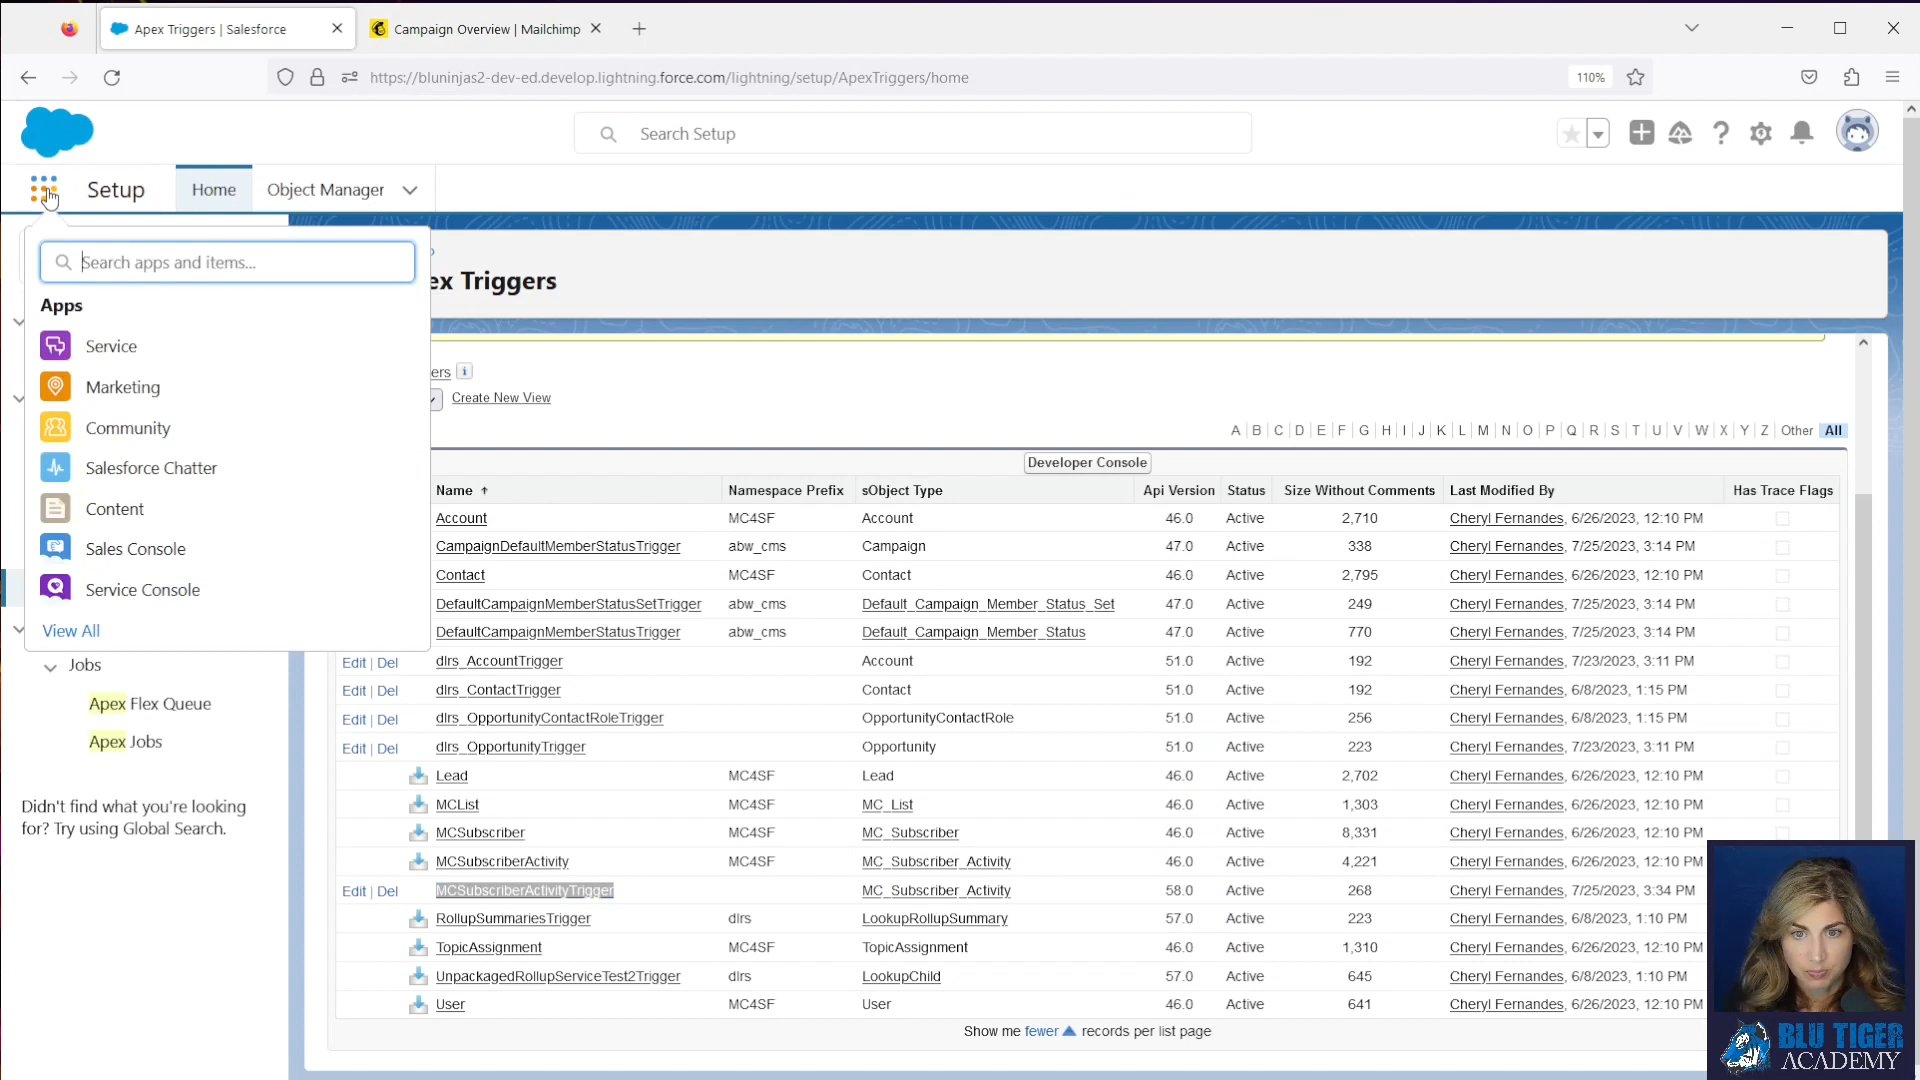 Apex Triggers | Salesforce
Campaign Overview | Mailchimp
https://bluninjas2-dev-ed.develop.lightning.force.com/lightning/setup/ApexTriggers/home
110%
Search Setup
Setup
Home
Object Manager
Search apps and items...
Apps
Service
Marketing
Community
Salesforce Chatter
Content
Sales Console
Service Console
View All
Jobs
Apex Flex Queue
Apex Jobs
Didn't find what you're looking
for? Try using Global Search.
ex Triggers
ers i
Create New View
A | B | C | D | E | F | G | H | I | J | K | L | M | N | O | P | Q | R | S | T | U | V | W | X | Y | Z | Other All
Developer Console
Name Namespace Prefix sObject Type Api Version Status Size Without Comments Last Modified By Has Trace Flags
Account MC4SF Account 46.0 Active 2,710 Cheryl Fernandes, 6/26/2023, 12:10 PM
CampaignDefaultMemberStatusTrigger abw_cms Campaign 47.0 Active 338 Cheryl Fernandes, 7/25/2023, 3:14 PM
Contact MC4SF Contact 46.0 Active 2,795 Cheryl Fernandes, 6/26/2023, 12:10 PM
DefaultCampaignMemberStatusSetTrigger abw_cms Default_Campaign_Member_Status_Set 47.0 Active 249 Cheryl Fernandes, 7/25/2023, 3:14 PM
DefaultCampaignMemberStatusTrigger abw_cms Default_Campaign_Member_Status 47.0 Active 770 Cheryl Fernandes, 7/25/2023, 3:14 PM
Edit | Del dlrs_AccountTrigger Account 51.0 Active 192 Cheryl Fernandes, 7/23/2023, 3:11 PM
Edit | Del dlrs_ContactTrigger Contact 51.0 Active 192 Cheryl Fernandes, 6/8/2023, 1:15 PM
Edit | Del dlrs_OpportunityContactRoleTrigger OpportunityContactRole 51.0 Active 256 Cheryl Fernandes, 6/8/2023, 1:15 PM
Edit | Del dlrs_OpportunityTrigger Opportunity 51.0 Active 223 Cheryl Fernandes, 7/23/2023, 3:11 PM
Lead MC4SF Lead 46.0 Active 2,702 Cheryl Fernandes, 6/26/2023, 12:10 PM
MCList MC4SF MC_List 46.0 Active 1,303 Cheryl Fernandes, 6/26/2023, 12:10 PM
MCSubscriber MC4SF MC_Subscriber 46.0 Active 8,331 Cheryl Fernandes, 6/26/2023, 12:10 PM
MCSubscriberActivity MC4SF MC_Subscriber_Activity 46.0 Active 4,221 Cheryl Fernandes, 6/26/2023, 12:10 PM
Edit | Del MCSubscriberActivityTrigger MC_Subscriber_Activity 58.0 Active 268 Cheryl Fernandes, 7/25/2023, 3:34 PM
RollupSummariesTrigger dlrs LookupRollupSummary 57.0 Active 223 Cheryl Fernandes, 6/8/2023, 1:10 PM
TopicAssignment MC4SF TopicAssignment 46.0 Active 1,310 Cheryl Fernandes, 6/26/2023, 12:10 PM
UnpackagedRollupServiceTest2Trigger dlrs LookupChild 57.0 Active 645 Cheryl Fernandes, 6/8/2023, 1:10 PM
User MC4SF User 46.0 Active 641 Cheryl Fernandes, 6/26/2023, 12:10 PM
Show me fewer records per list page
BLU TIGER
ACADEMY